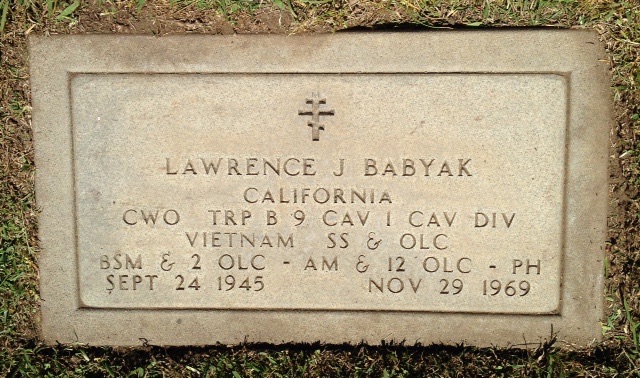 LAWRENCE J BABYAK
CALIFORNIA
CWO TRP B 9 CAV 1 CAV DIV
VIETNAM SS & OLC
BSM & 2 OLC - AM & 12 OLC - PH
SEPT 24 1945 NOV 29 1969